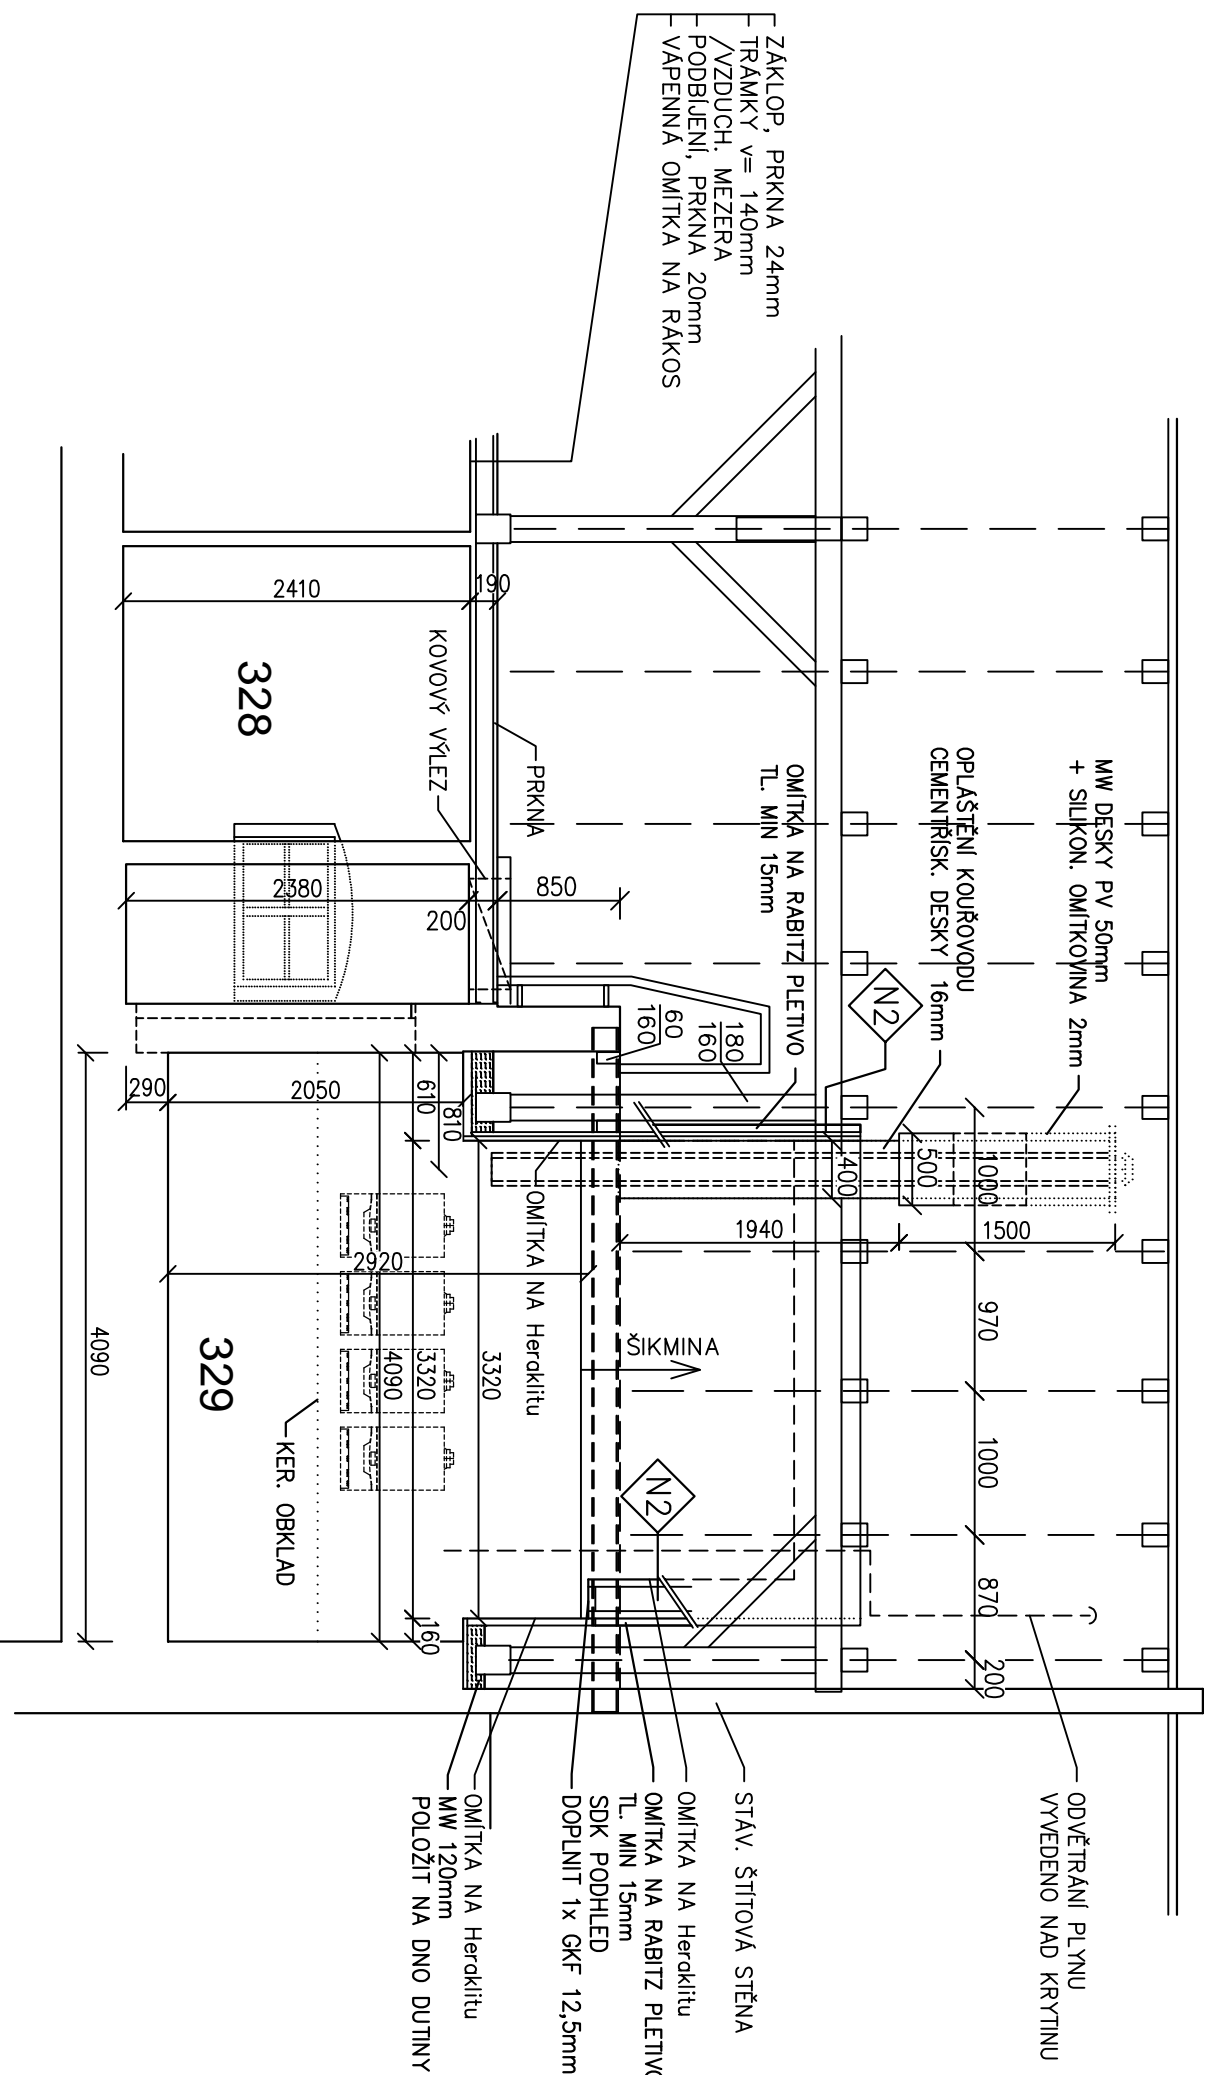 ZÁKLOP, PRKNA 24mm
TRÁMKY v= 140mm
/VZDUCH. MEZERA
PODBÍJENÍ, PRKNA 20mm
VÁPENNÁ OMÍTKA NA RÁKOS
MW DESKY PV 50mm
+ SILIKON. OMÍTKOVINA 2mm
OPLÁŠTĚNÍ KOUŘOVODU
CEMENTŘÍSK. DESKY 16mm
OMÍTKA NA RABITZ PLETIVO
TL. MIN 15mm
PRKNA
KOVOVÝ VÝLEZ
N2
190
2410
328
850
200
2380
180
160
60
160
290
2050
610
810
400
500
1000
970
1000
870
200
1940
1500
OMÍTKA NA Heraklitu
ŠIKMINA
N2
2920
3320
3320
4090
160
4090
329
KER. OBKLAD
ODVĚTRÁNÍ PLYNU
VYVEDENO NAD KRYTINU
STÁV. ŠTÍTOVÁ STĚNA
OMÍTKA NA Heraklitu
OMÍTKA NA RABITZ PLETIVO
TL. MIN 15mm
SDK PODHLED
DOPLNIT 1x GKF 12,5mm
OMÍTKA NA Heraklitu
MW 120mm
POLOŽIT NA DNO DUTINY